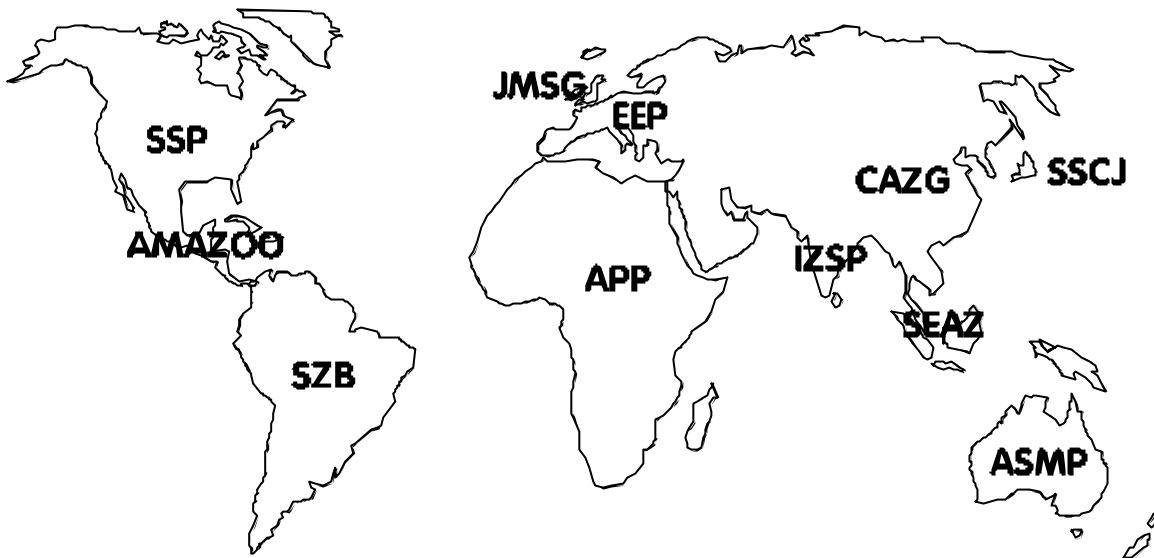 JMSG
EEP
SSP
SSCJ
CAZG
AMAZOO
IZSP
APP
SEAZ
SZB
ASMP